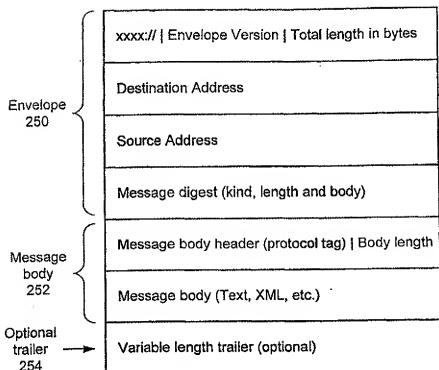 xxxx:// | Envelope Version | Total length in bytes
Destination Address
Envelope
250
Source Address
Message digest (kind, length and body)
Message body header (protocol tag) | Body length
Message
body
252
Message body (Text, XML, etc.)
Optional
trailer
254
Variable length trailer (optional)